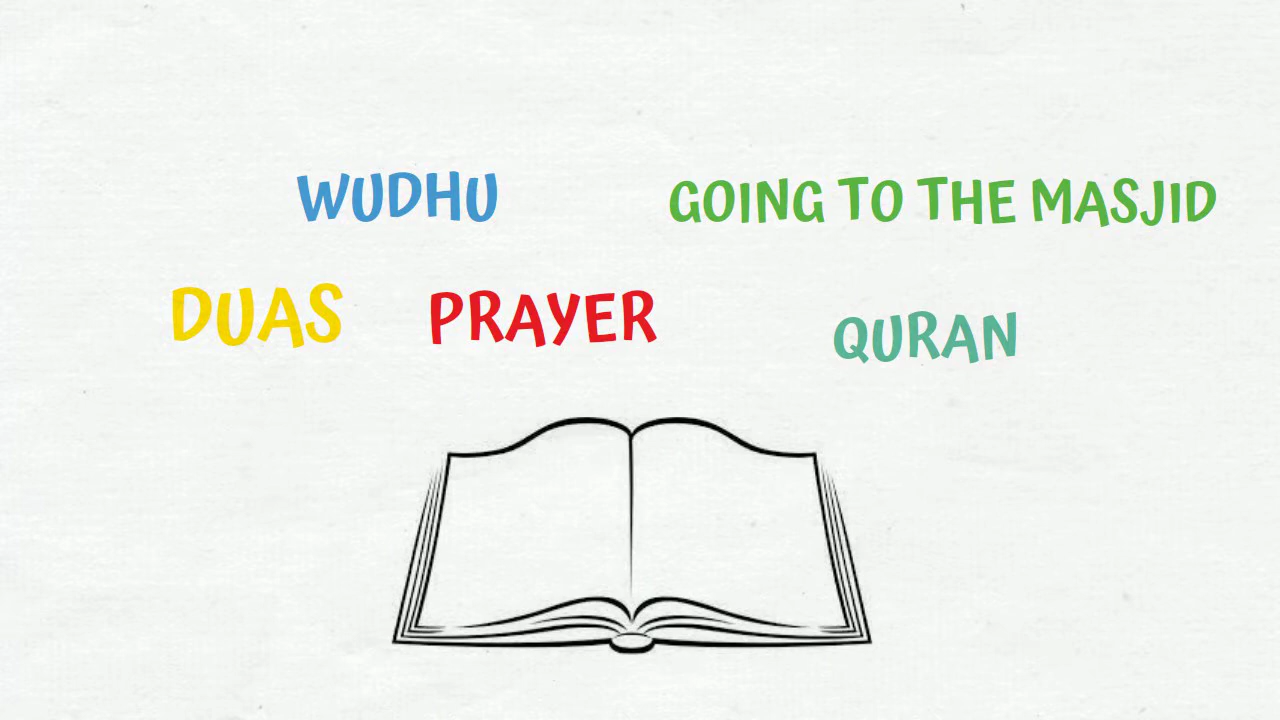 WUDHU
GOING TO THE MASJID
DUAS
PRAYER
QURAN